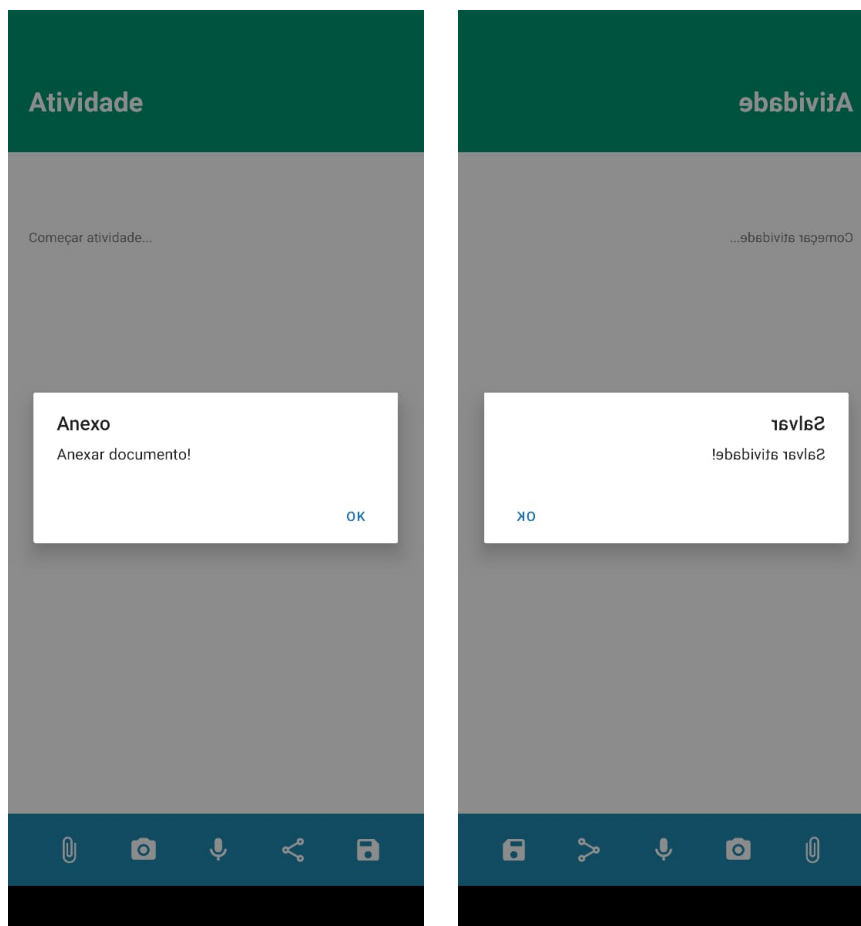 Atividade
Começar atividade...
Anexo
Anexar documento!
OK
Atividade
Começar atividade...
Salvar
Salvar atividade!
OK